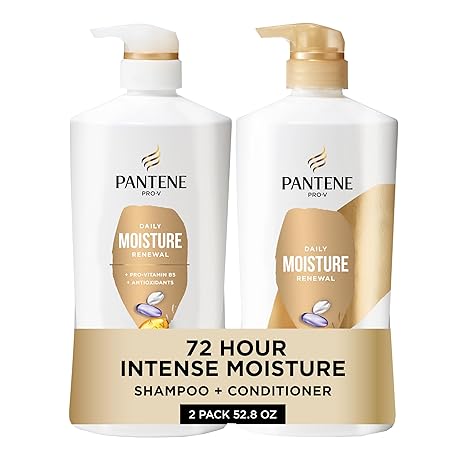 PANTENE
PRO-V
DAILY
MOISTURE
RENEWAL
+ PRO-VITAMIN B5
+ ANTIOXIDANTS
PANTENE
PRO-V
DAILY
MOISTURE
RENEWAL
72 HOUR
INTENSE MOISTURE
SHAMPOO + CONDITIONER
2 PACK 52.8 OZ